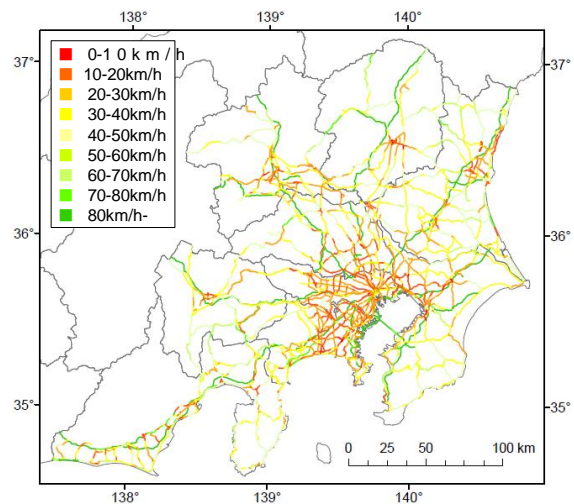 138° 139° 140°
37° 37°
0-1 0 k m / h
10-20km/h
20-30km/h
30-40km/h
40-50km/h
50-60km/h
60-70km/h
70-80km/h
80km/h-
36° 36°
35° 35°
0 25 50 100 km
138° 139° 140°